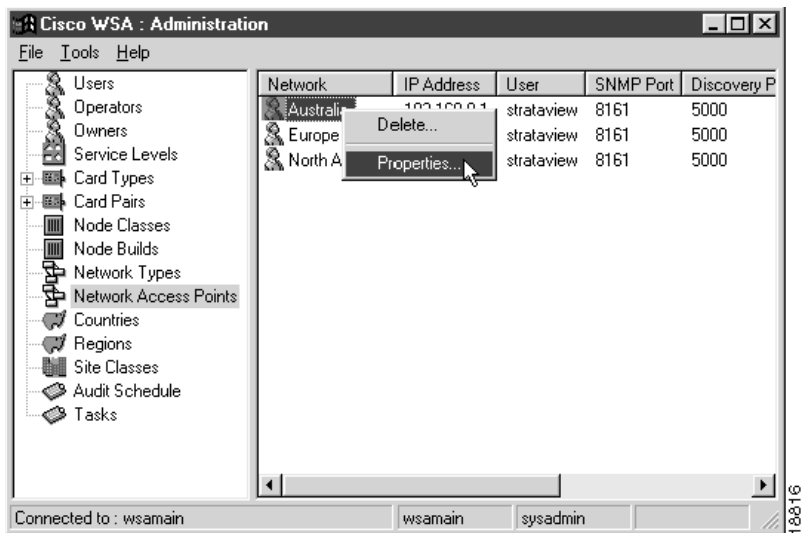 Cisco WSA : Administration
File Tools Help
Users
Operators
Owners
Service Levels
Card Types
Card Pairs
Node Classes
Node Builds
Network Types
Network Access Points
Countries
Regions
Site Classes
Audit Schedule
Tasks
Network IP Address User SNMP Port Discovery P
Australia strataview 8161 5000
Europe strataview 8161 5000
North A strataview 8161 5000
Delete...
Properties...
Connected to : wsamain wsamain sysadmin
18816